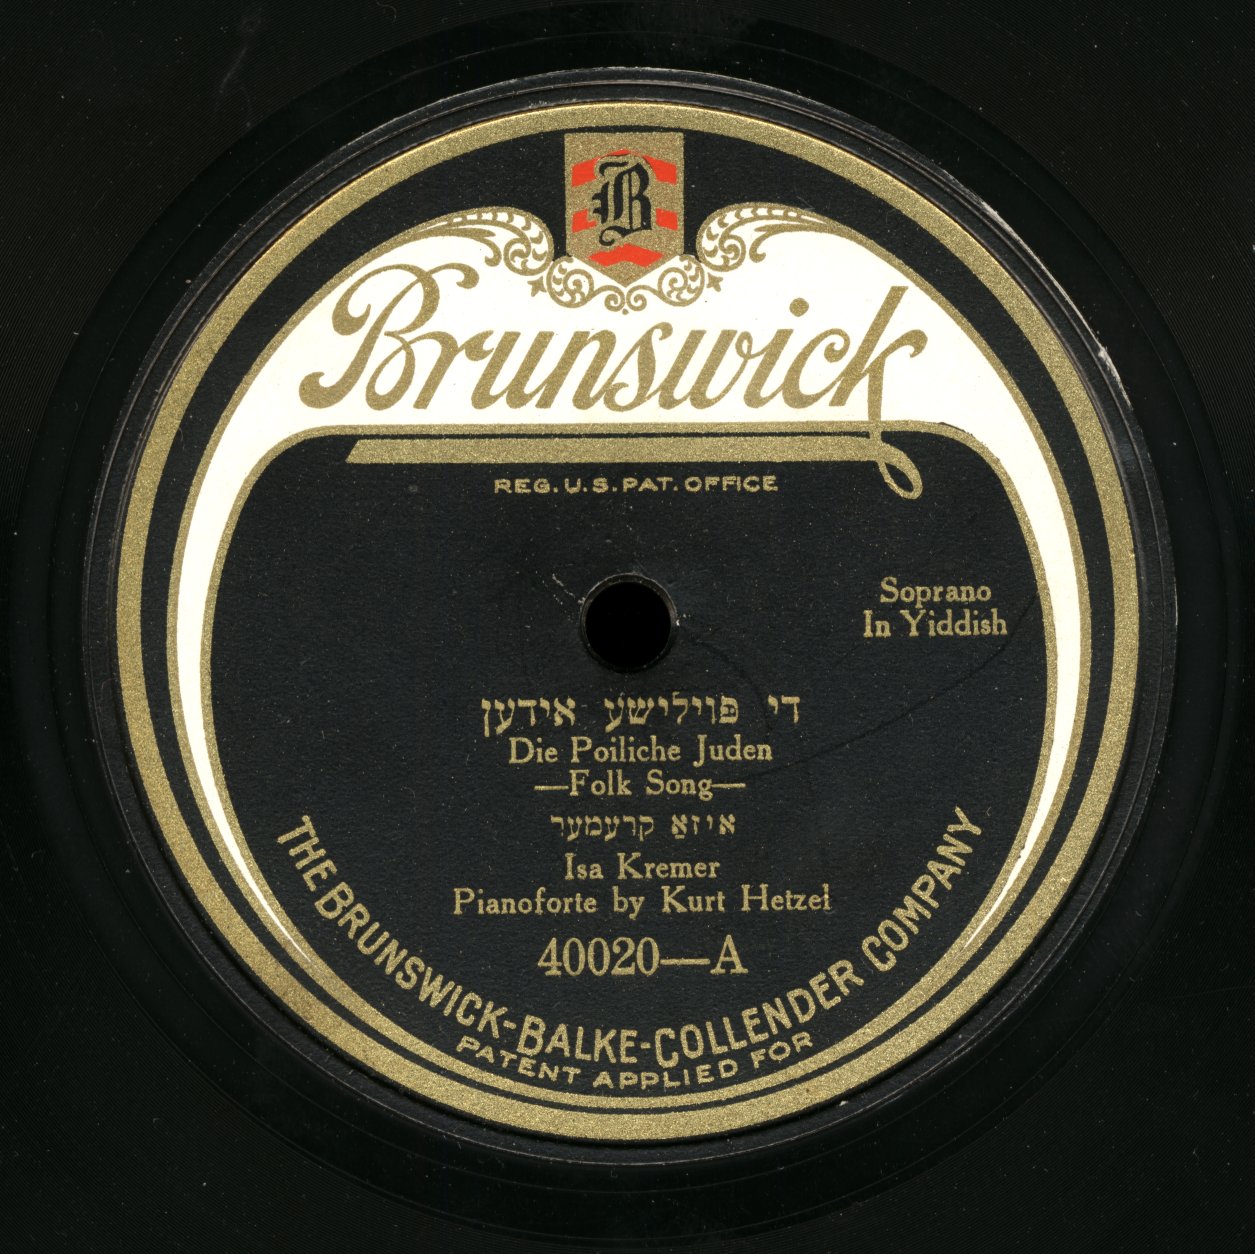 B
Brunswick
REG. U.S. PAT. OFFICE
Soprano
In Yiddish
די פּוילישע אידען
Die Poiliche Juden
—Folk Song—
איזאַ קרעמער
Isa Kremer
Pianoforte by Kurt Hetzel
40020—A
THE BRUNSWICK-BALKE-COLLENDER COMPANY
PATENT APPLIED FOR